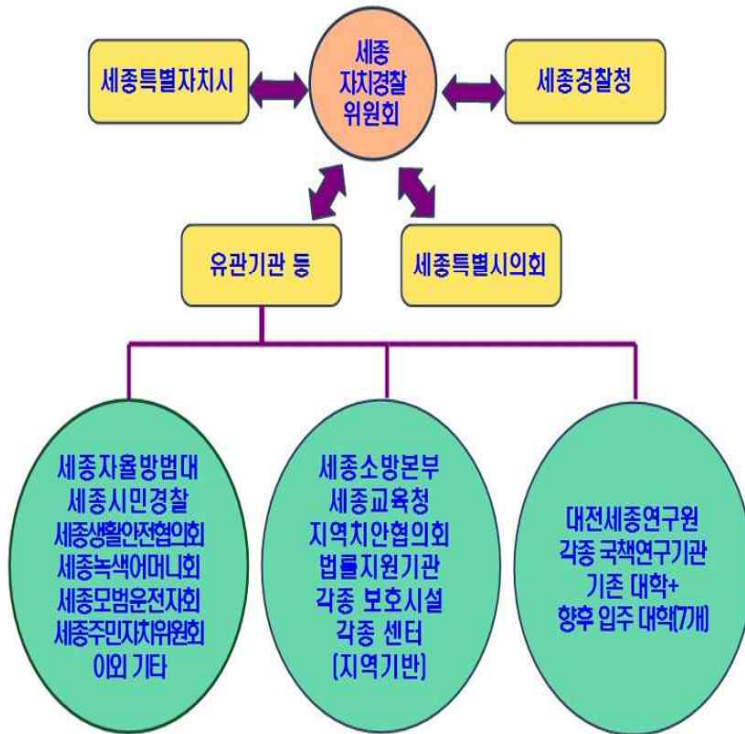 세종
자치경찰
위원회
세종특별자치시
세종경찰청
유관기관 등
세종특별시의회
세종자율방범대
세종시민경찰
세종생활안전협의회
세종녹색어머니회
세종모범운전자회
세종주민자치위원회
이외 기타
세종소방본부
세종교육청
지역치안협의회
법률지원기관
각종 보호시설
각종 센터
(지역기반)
대전세종연구원
각종 국책연구기관
기존 대학+
향후 입주 대학(7개)